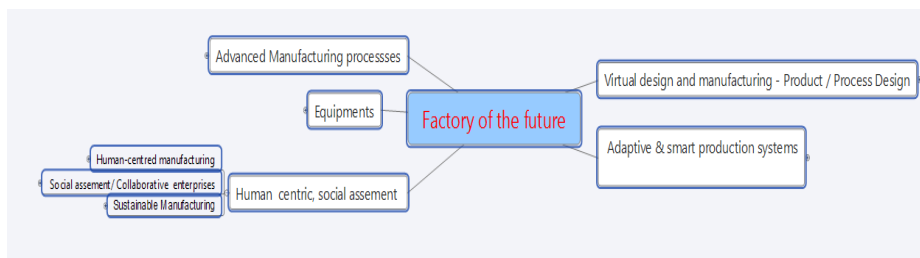 Advanced Manufacturing processses
Equipments
Human-centred manufacturing
Social assement/ Collaborative enterprises
Sustainable Manufacturing
Human centric, social assement
Factory of the future
Virtual design and manufacturing - Product / Process Design
Adaptive & smart production systems